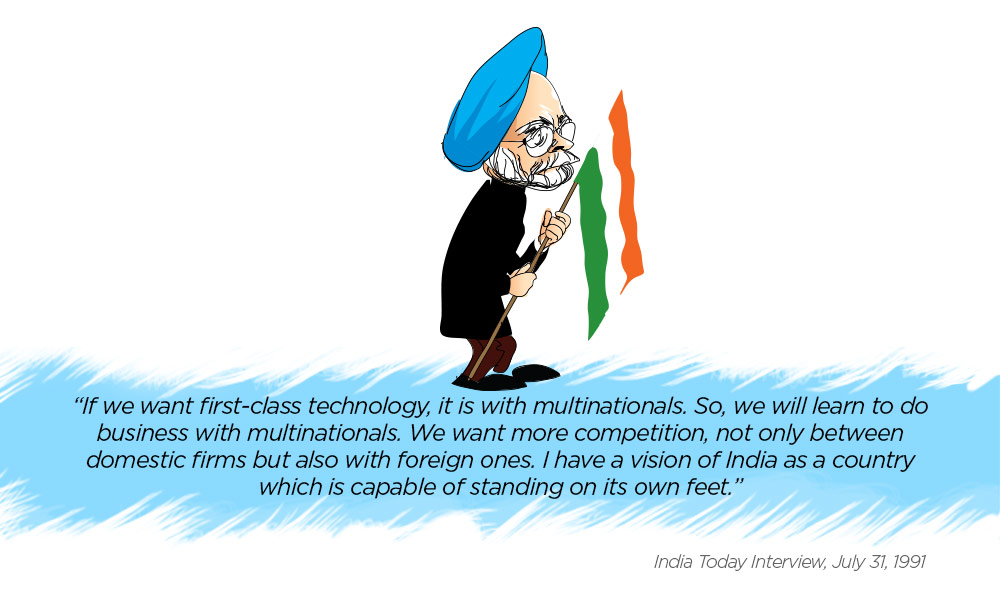 “If we want first-class technology, it is with multinationals. So, we will learn to do
business with multinationals. We want more competition, not only between
domestic firms but also with foreign ones. I have a vision of India as a country
which is capable of standing on its own feet.”
India Today Interview, July 31, 1991